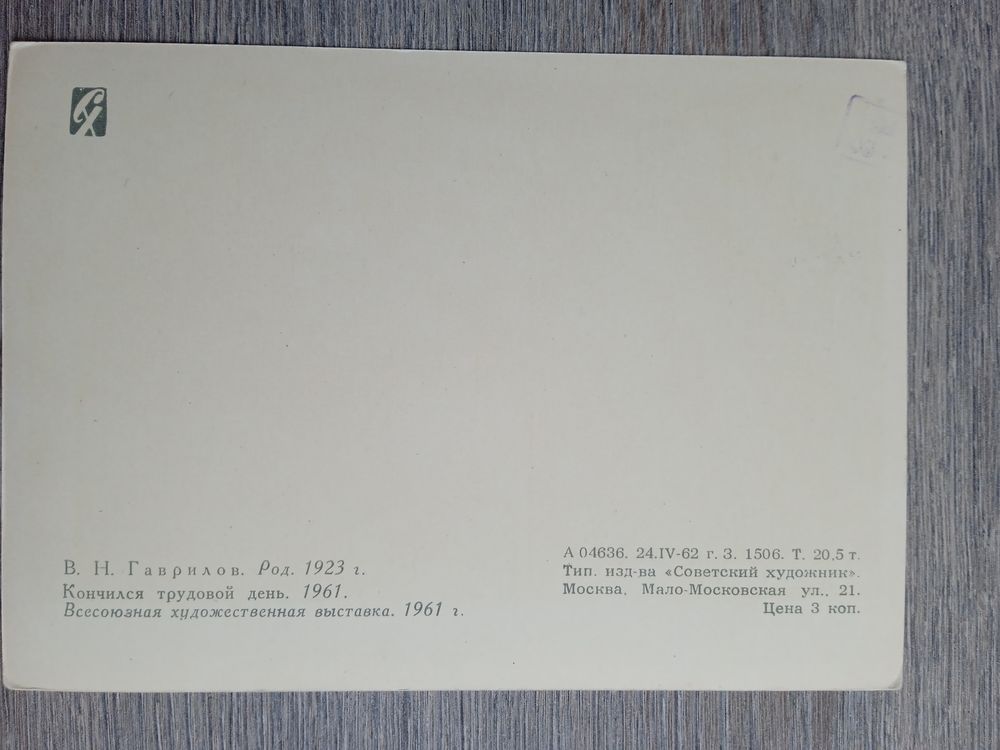 СХ
В. Н. Гаврилов. Род. 1923 г.
Кончился трудовой день. 1961.
Всесоюзная художественная выставка. 1961 г.
А 04636. 24.IV-62 г. З. 1506. Т. 20,5 т.
Тип. изд-ва «Советский художник».
Москва, Мало-Московская ул., 21.
Цена 3 коп.